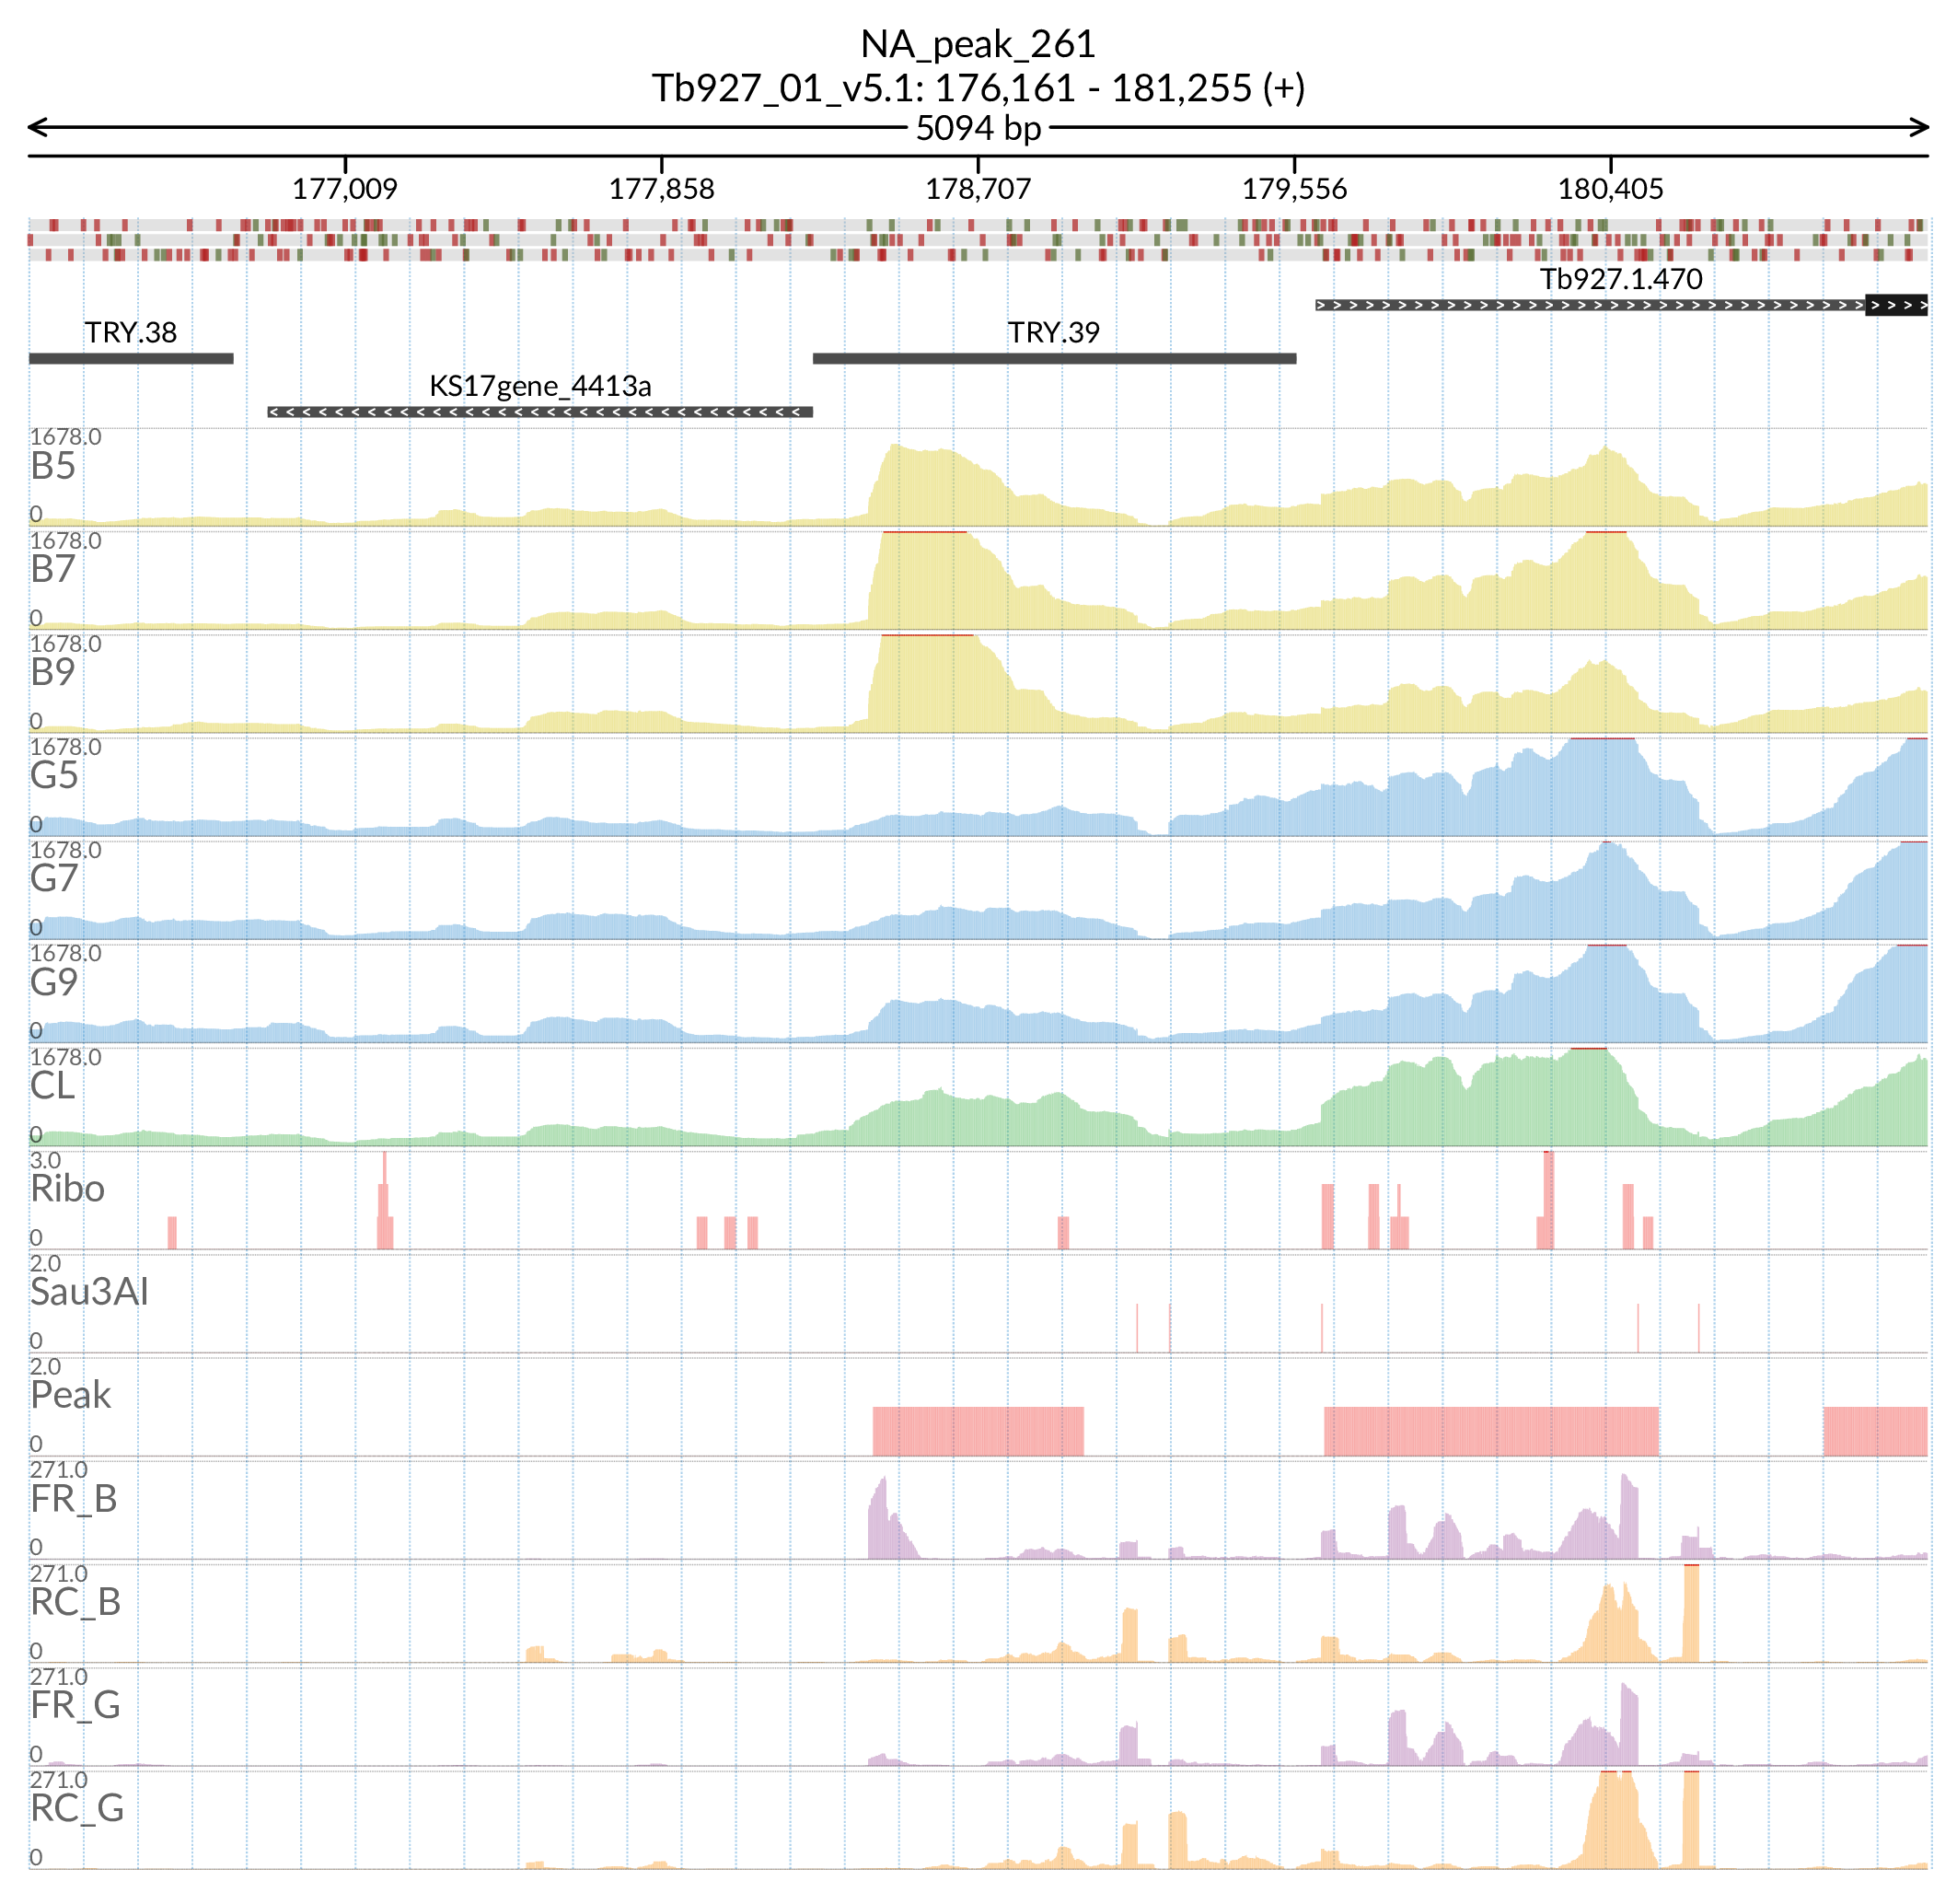 NA_peak_261
Tb927_01_v5.1: 176,161 - 181,255 (+)
5094 bp
177,009 177,858 178,707 179,556 180,405
Tb927.1.470
TRY.38 TRY.39
KS17gene_4413a
1678.0
B5
0
1678.0
B7
0
1678.0
B9
0
1678.0
G5
0
1678.0
G7
0
1678.0
G9
0
1678.0
CL
0
3.0
Ribo
0
2.0
Sau3AI
0
2.0
Peak
0
271.0
FR_B
0
271.0
RC_B
0
271.0
FR_G
0
271.0
RC_G
0